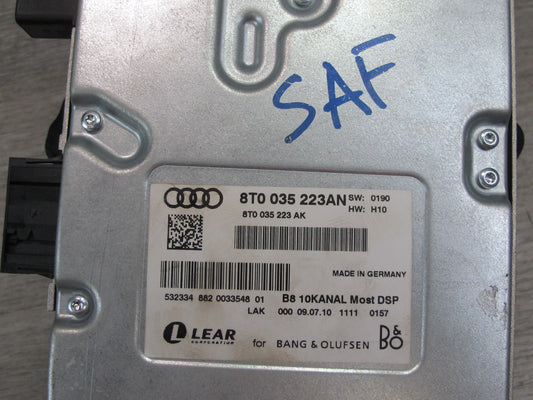 SAF
8T0 035 223AN SW: 0190
8T0 035 223 AK HW: H10
MADE IN GERMANY
532334 882 0033548 01 B8 10KANAL Most DSP
LAK 000 09.07.10 1111 0157
L LEAR CORPORATION for BANG & OLUFSEN B&O